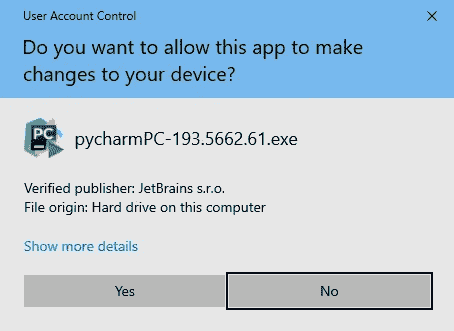 User Account Control
Do you want to allow this app to make
changes to your device?
PC
pycharmPC-193.5662.61.exe
Verified publisher: JetBrains s.r.o.
File origin: Hard drive on this computer
Show more details
Yes
No